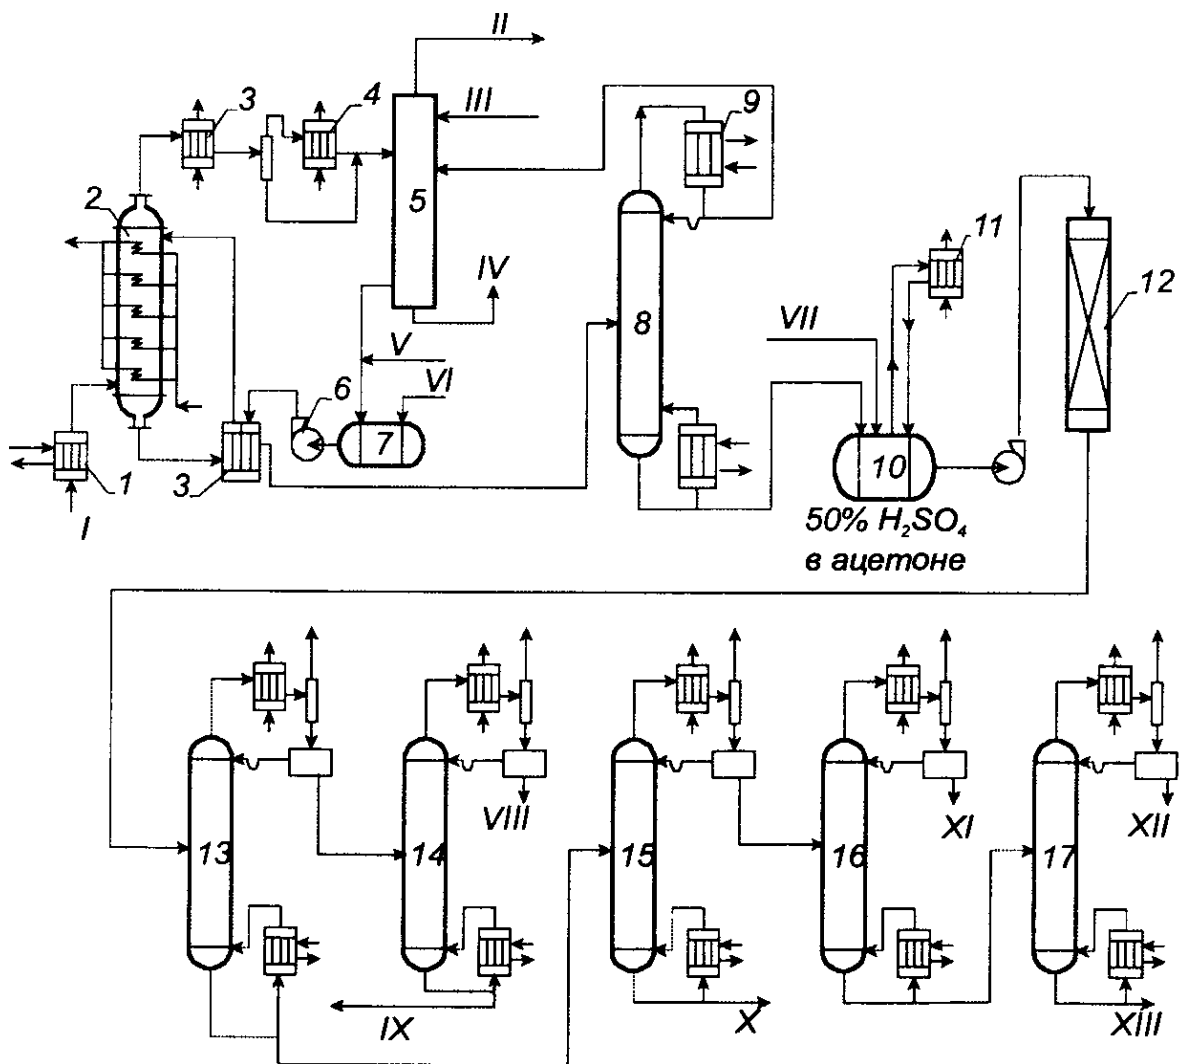 II
3
4
III
9
2
5
IV
11
12
8
VII
V
6
VI
7
10
1
3
I
50% H₂SO₄
в ацетоне
VIII
XI
XII
13
14
15
16
17
IX
X
XIII